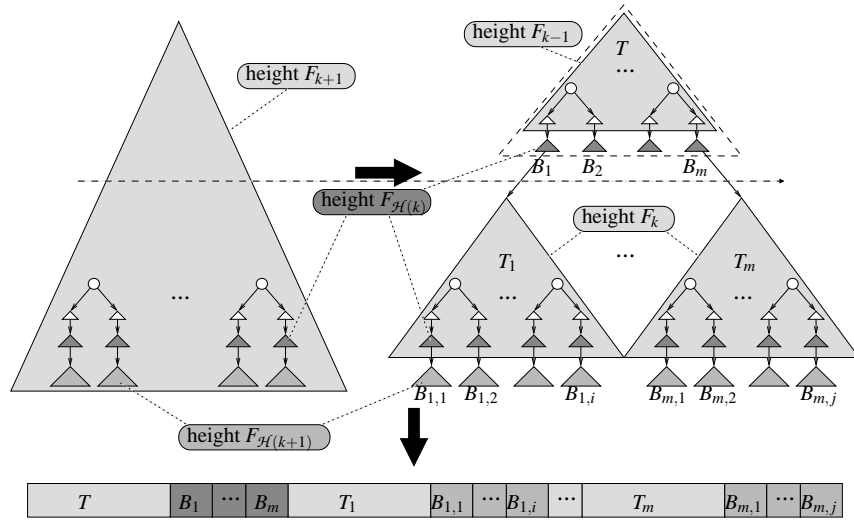 height F_{k+1}
height F_{k-1}
T
...
B_1 B_2 B_m
height F_{\mathcal{H}(k)}
height F_k
T_1 ... T_m
... ... ...
B_{1,1} B_{1,2} B_{1,i} B_{m,1} B_{m,2} B_{m,j}
height F_{\mathcal{H}(k+1)}
T B_1 ... B_m T_1 B_{1,1} ... B_{1,i} ... T_m B_{m,1} ... B_{m,j}